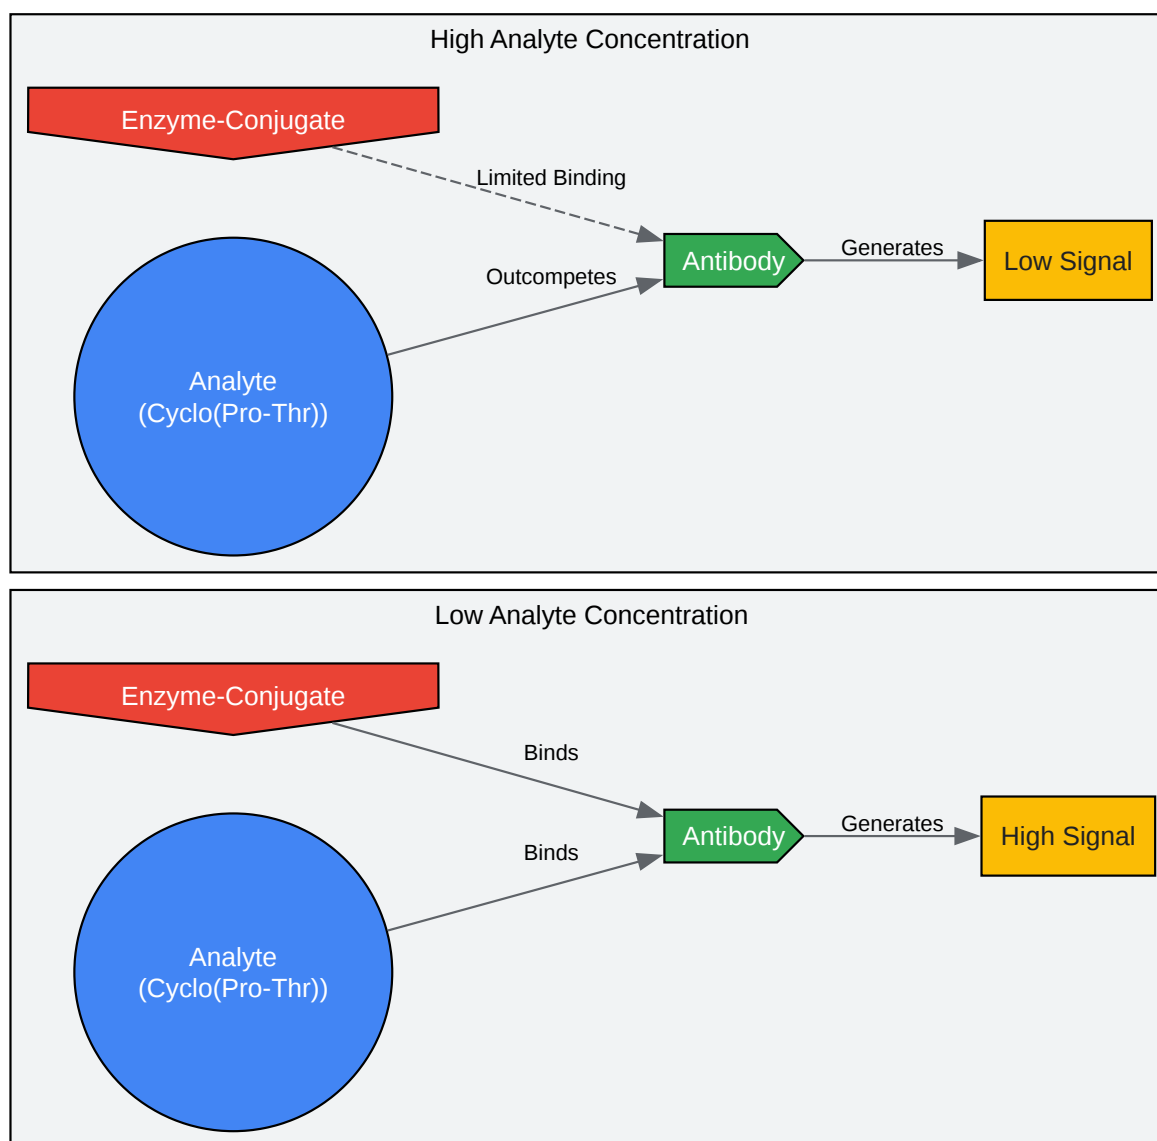 High Analyte Concentration
Enzyme-Conjugate
Limited Binding
Outcompetes
Antibody
Generates
Low Signal
Analyte
(Cyclo(Pro-Thr))
Low Analyte Concentration
Enzyme-Conjugate
Binds
Binds
Antibody
Generates
High Signal
Analyte
(Cyclo(Pro-Thr))